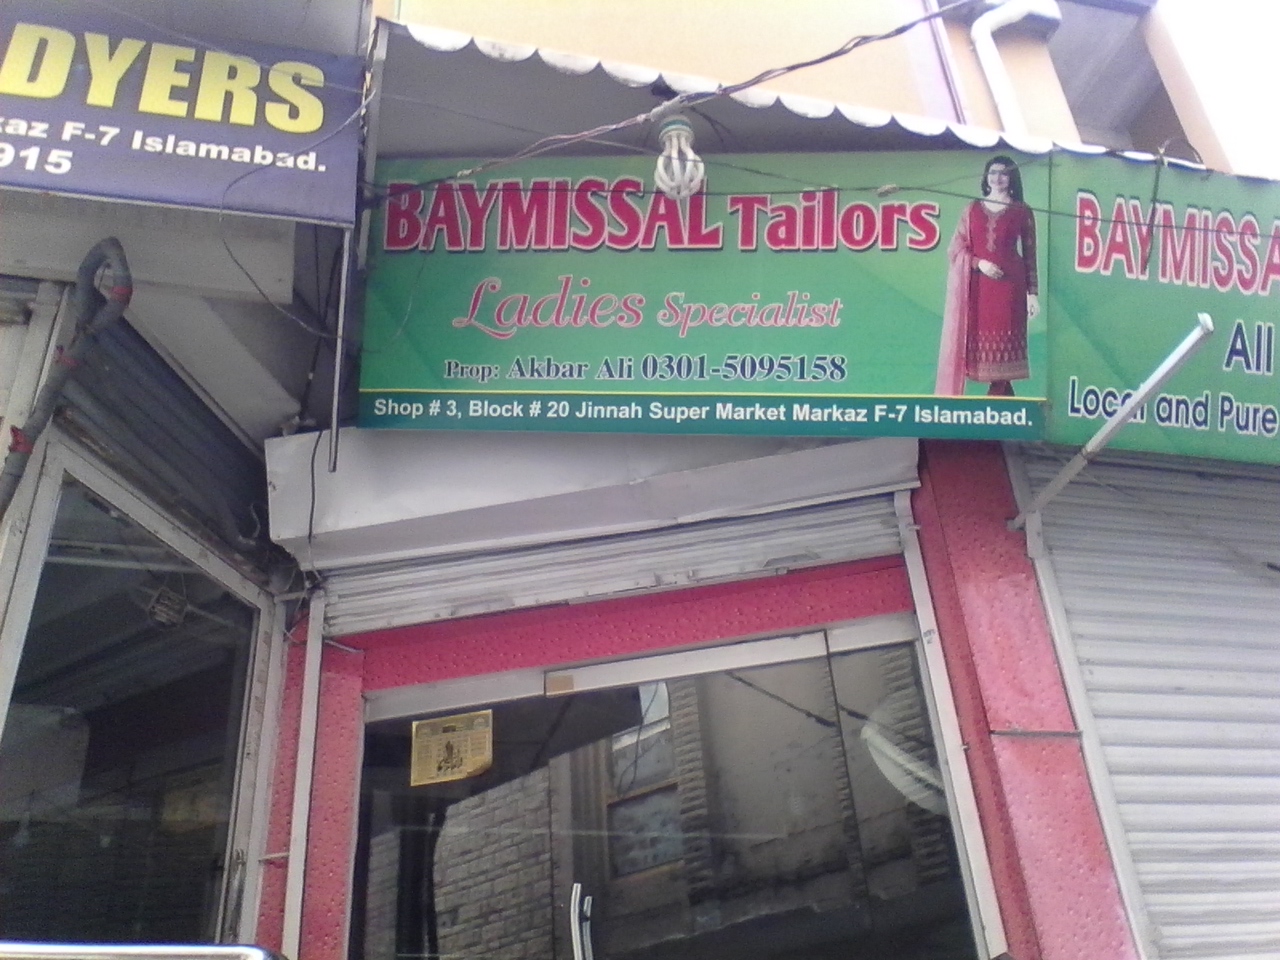 DYERS
kaz F-7 Islamabad.
915
BAYMISSAL Tailors
Ladies Specialist
Prop: Akbar Ali 0301-5095158
Shop # 3, Block # 20 Jinnah Super Market Markaz F-7 Islamabad.
BAYMISSA
All
Local and Pure